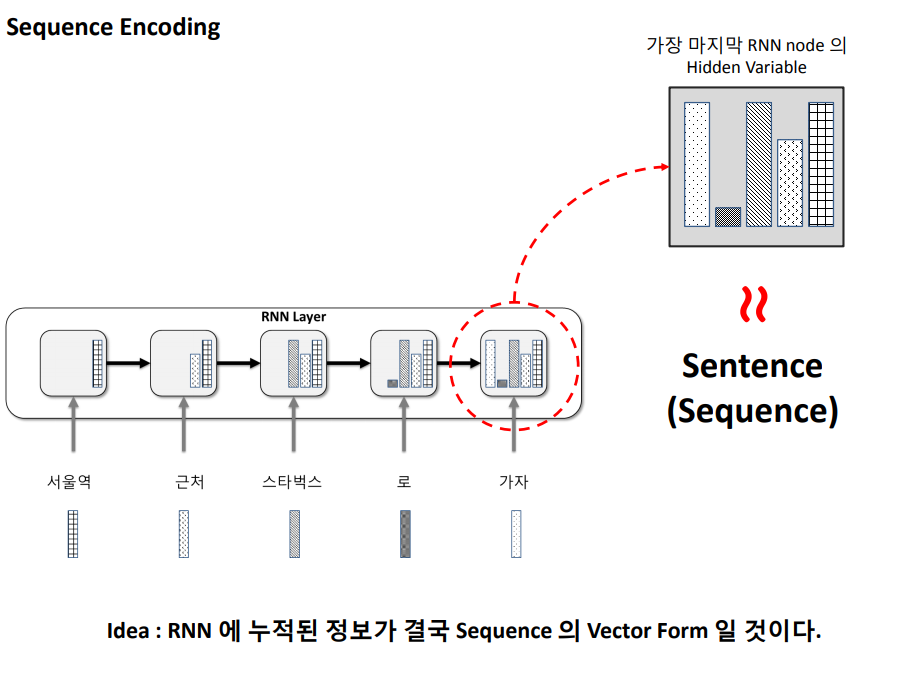 Sequence Encoding
가장 마지막 RNN node 의
Hidden Variable
RNN Layer
서울역 근처 스타벅스 로 가자
Sentence
(Sequence)
Idea : RNN 에 누적된 정보가 결국 Sequence 의 Vector Form 일 것이다.